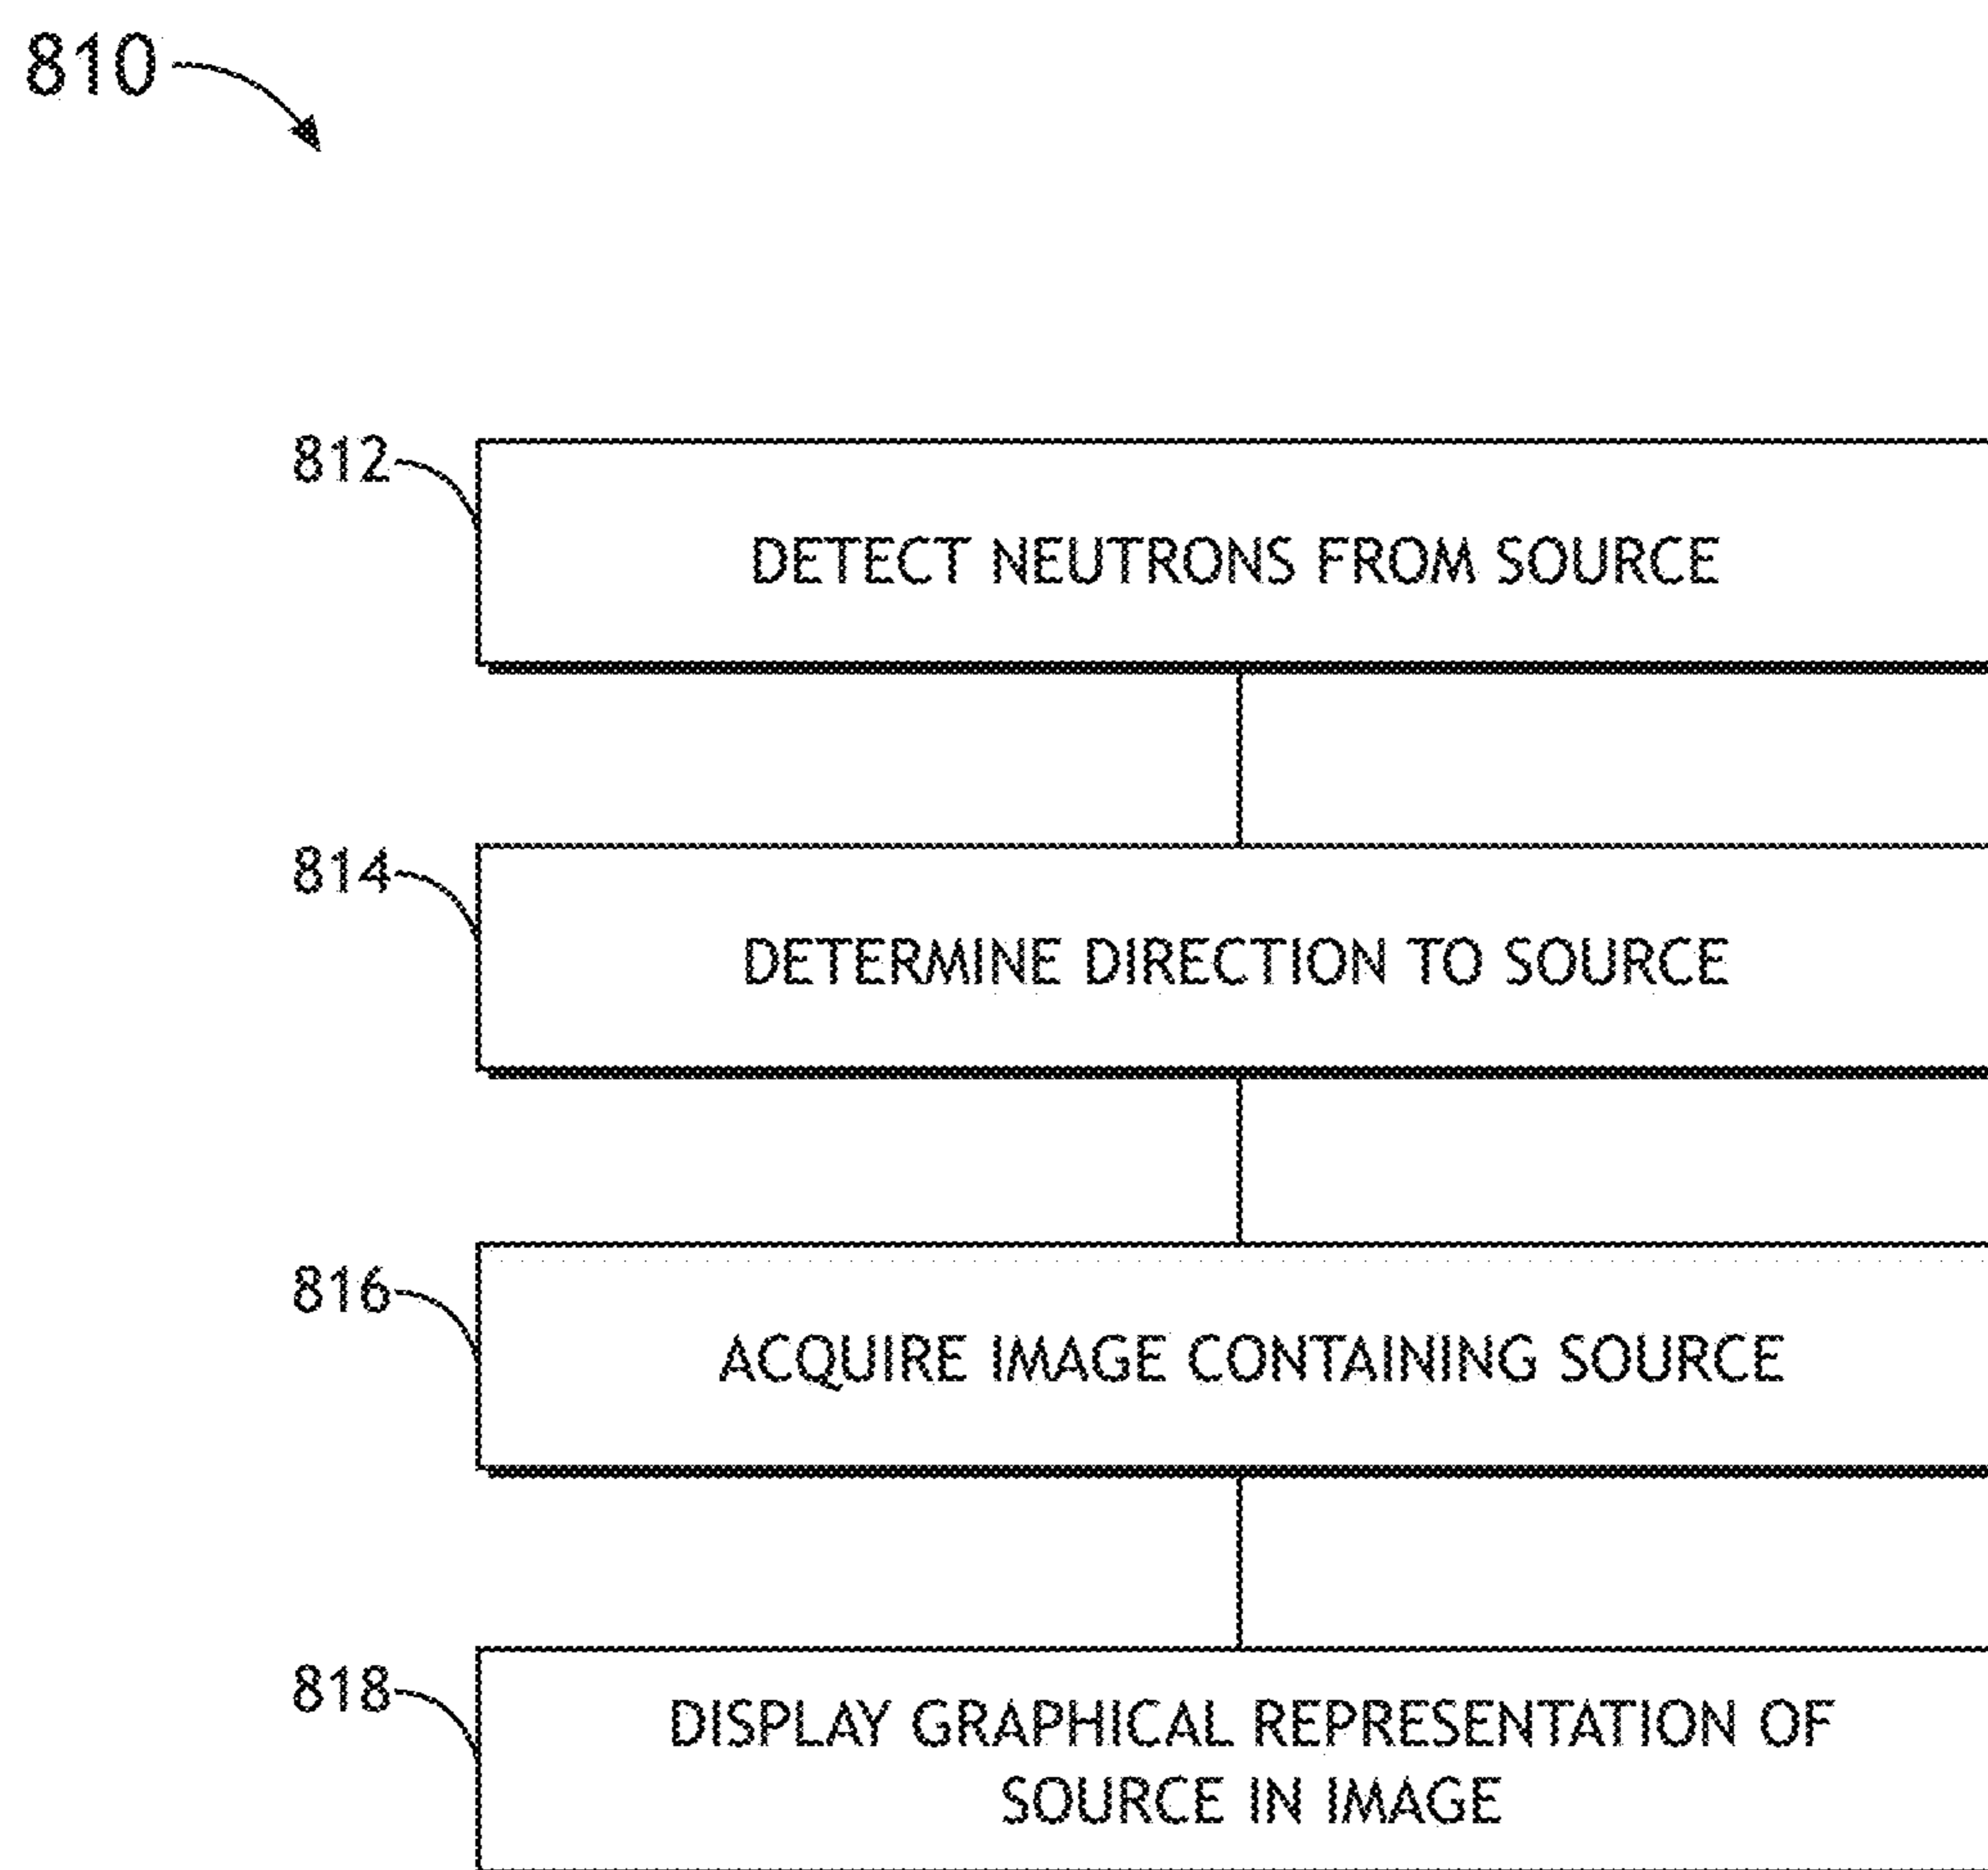 810
812
DETECT NEUTRONS FROM SOURCE
814
DETERMINE DIRECTION TO SOURCE
816
ACQUIRE IMAGE CONTAINING SOURCE
818
DISPLAY GRAPHICAL REPRESENTATION OF
SOURCE IN IMAGE